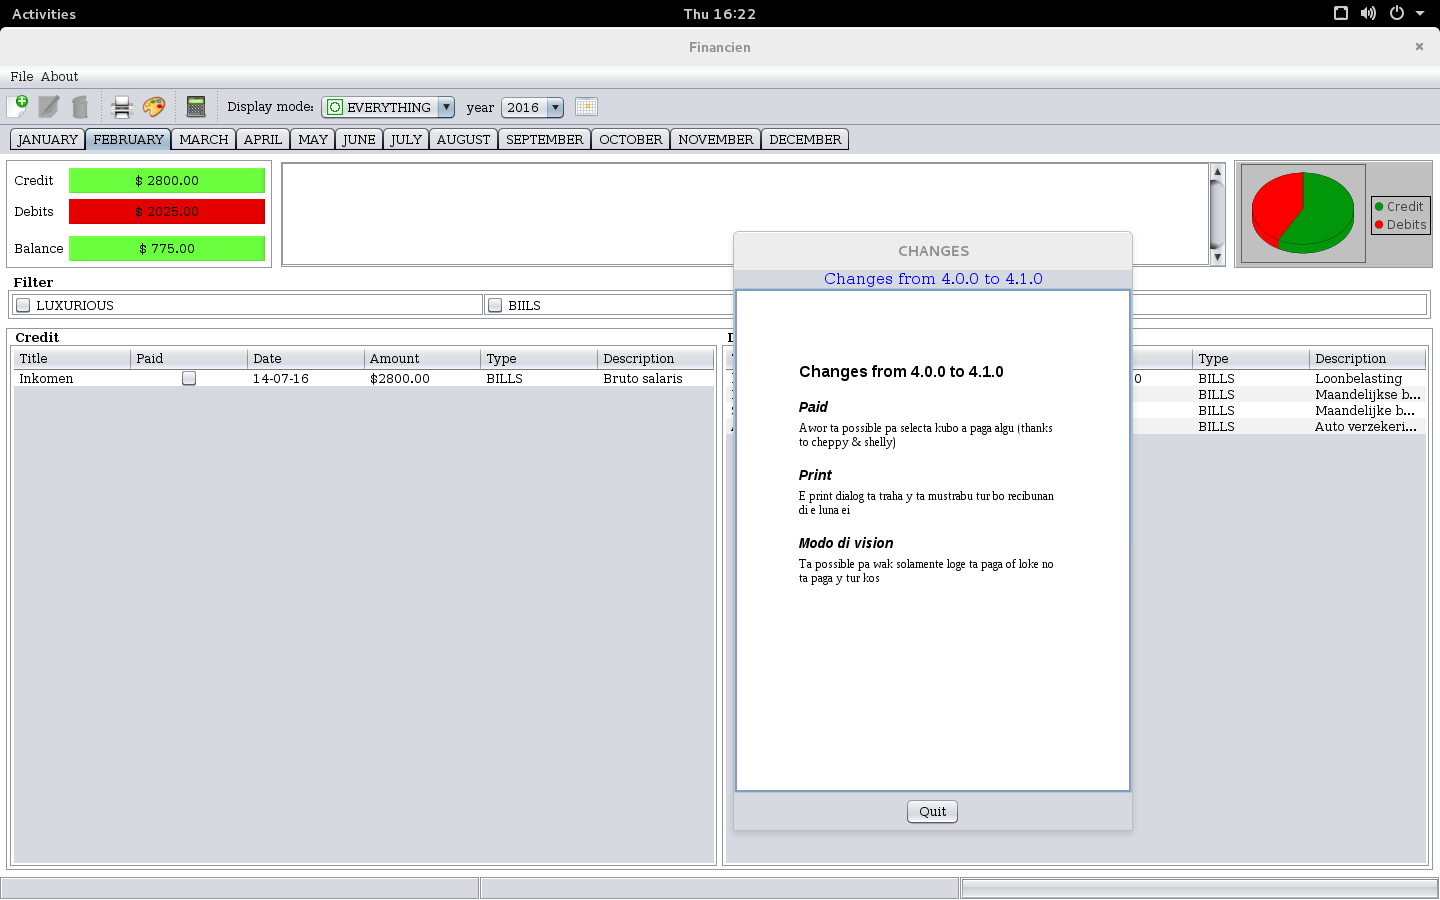 Activities
Thu 16:22
Financien
File About
Display mode: EVERYTHING year 2016
JANUARY FEBRUARY MARCH APRIL MAY JUNE JULY AUGUST SEPTEMBER OCTOBER NOVEMBER DECEMBER
Credit $ 2800.00
Debits $ 2025.00
Balance $ 775.00
Credit
Debits
Filter
LUXURIOUS BIILS
Credit
Title Paid Date Amount Type Description
Inkomen 14-07-16 $2800.00 BILLS Bruto salaris
Type Description
0 BILLS Loonbelasting
BILLS Maandelijkse b...
BILLS Maandelijke b...
BILLS Auto verzekeri...
CHANGES
Changes from 4.0.0 to 4.1.0
Changes from 4.0.0 to 4.1.0
Paid
Awor ta possible pa selecta kubo a paga algu (thanks
to cheppy & shelly)
Print
E print dialog ta traha y ta mustrabu tur bo recibunan
di e luna ei
Modo di vision
Ta possible pa wak solamente loge ta paga of loke no
ta paga y tur kos
Quit